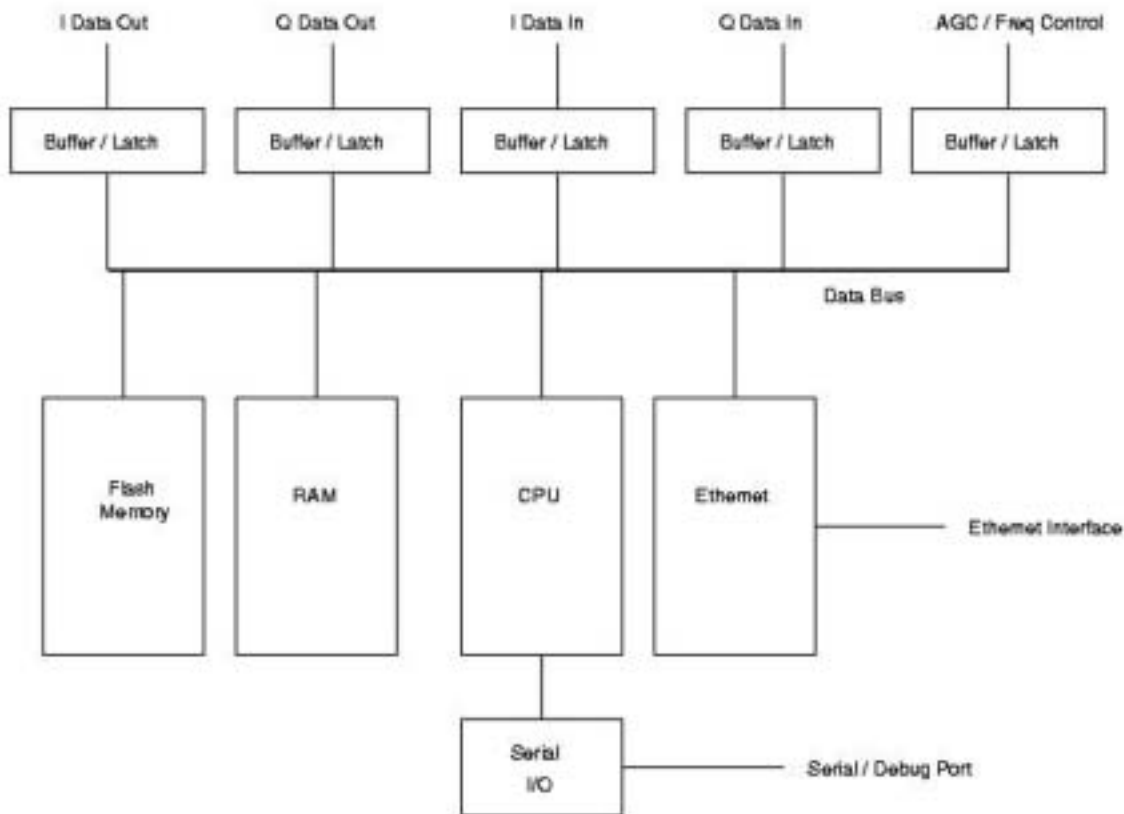 I Data Out
Q Data Out
I Data In
Q Data In
AGC / Freq Control
Buffer / Latch
Buffer / Latch
Buffer / Latch
Buffer / Latch
Buffer / Latch
Data Bus
Flash
Memory
RAM
CPU
Ethernet
Ethernet Interface
Serial
I/O
Serial / Debug Port